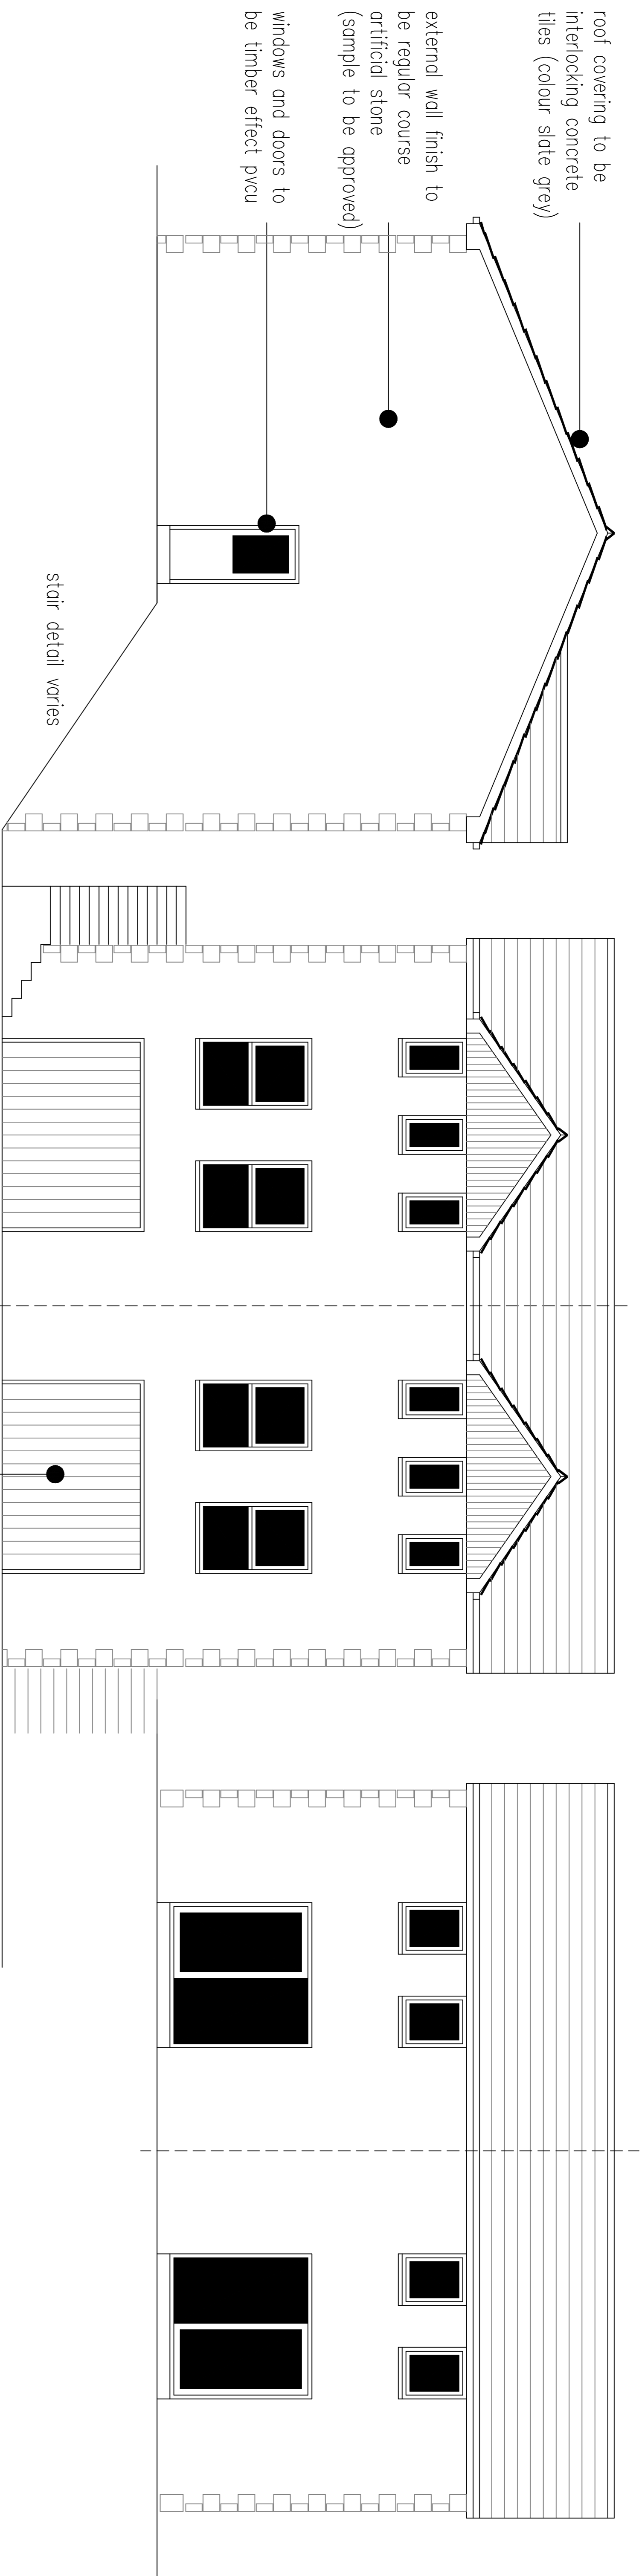 roof covering to be
interlocking concrete
tiles (colour slate grey)
external wall finish to
be regular course
artificial stone
(sample to be approved)
windows and doors to
be timber effect pvcu
stair detail varies